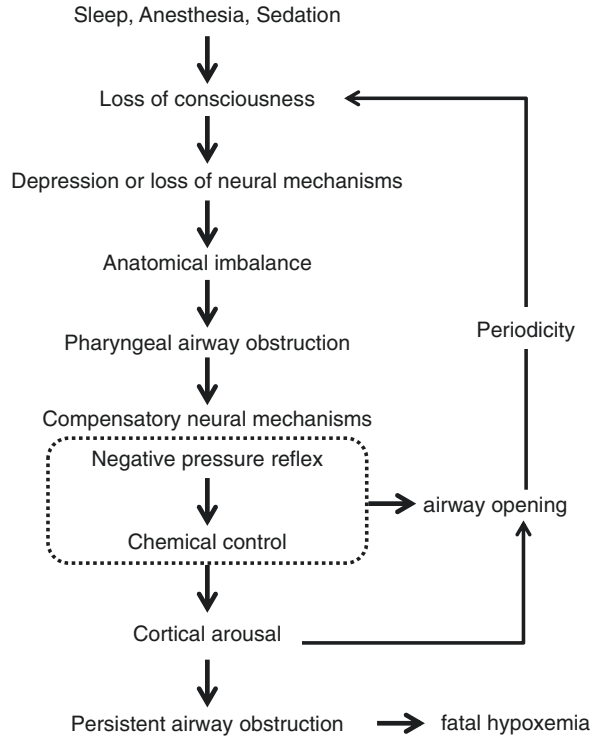 Sleep, Anesthesia, Sedation
Loss of consciousness
Depression or loss of neural mechanisms
Anatomical imbalance
Pharyngeal airway obstruction
Periodicity
Compensatory neural mechanisms
Negative pressure reflex
airway opening
Chemical control
Cortical arousal
Persistent airway obstruction
fatal hypoxemia